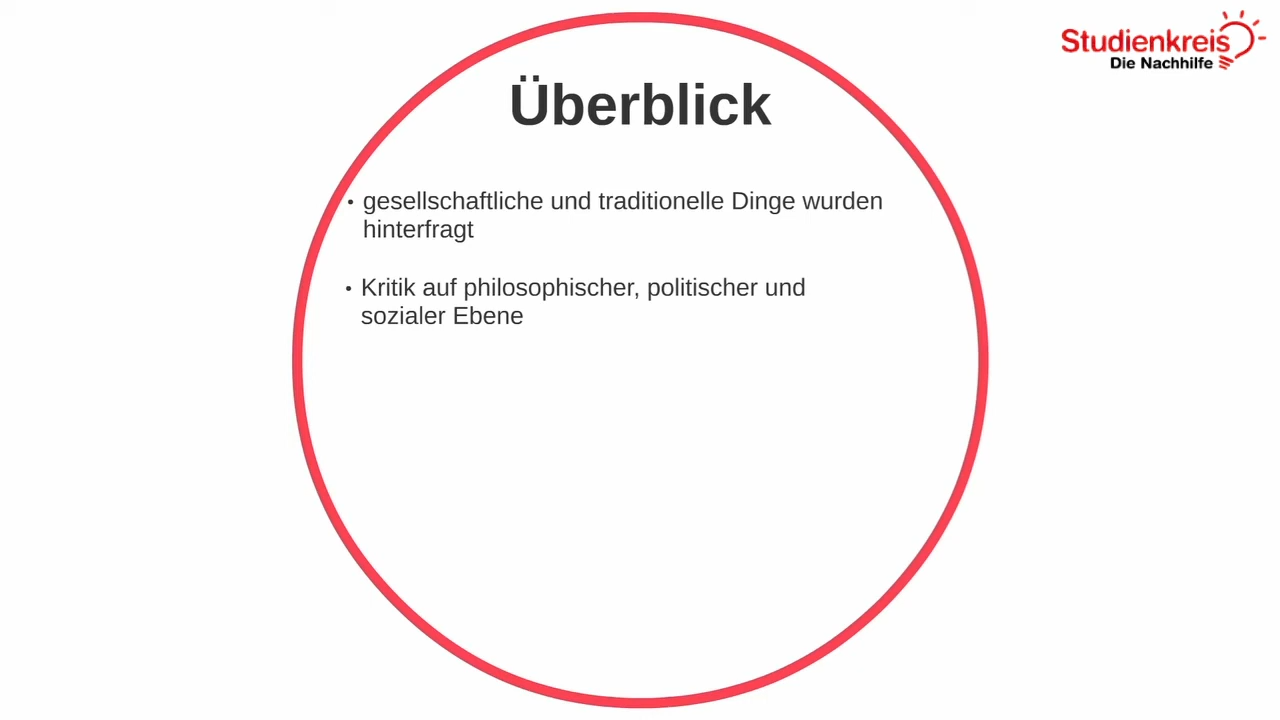 Studienkreis
Die Nachhilfe
Überblick
• gesellschaftliche und traditionelle Dinge wurden
hinterfragt
• Kritik auf philosophischer, politischer und
sozialer Ebene